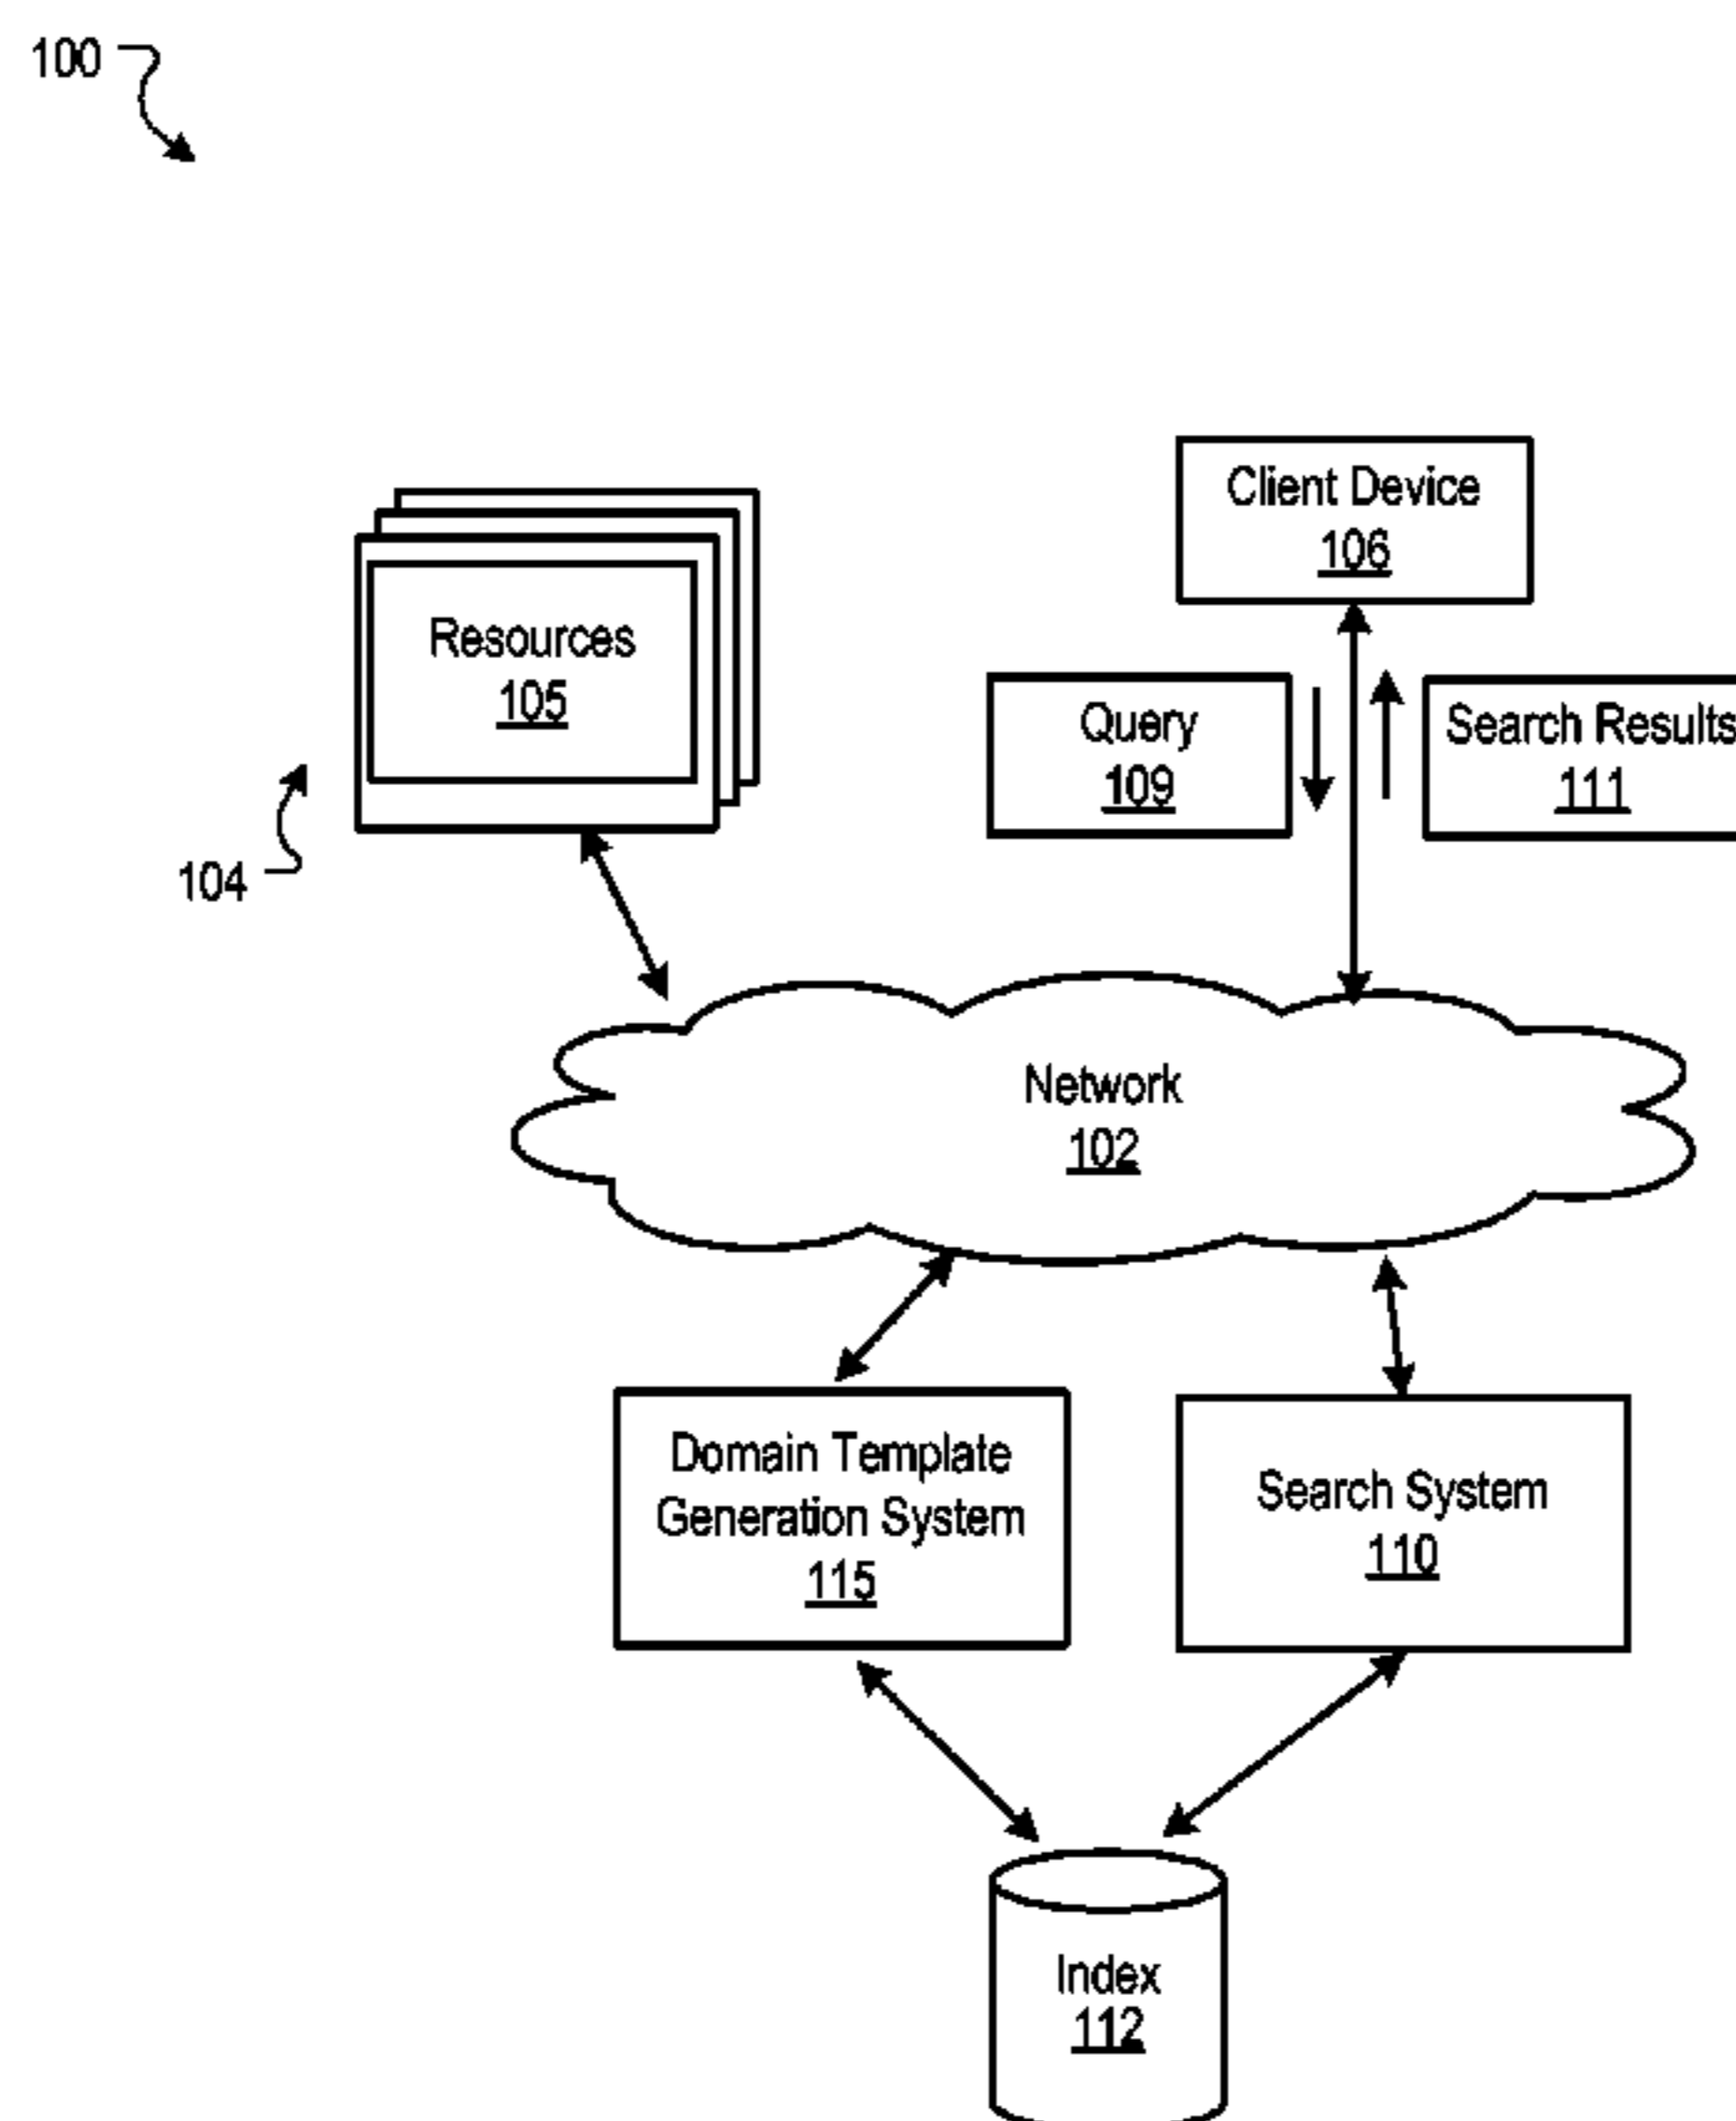 100
Client Device
106
Resources
105
Query
109
Search Results
111
104
Network
102
Domain Template
Generation System
115
Search System
110
Index
112